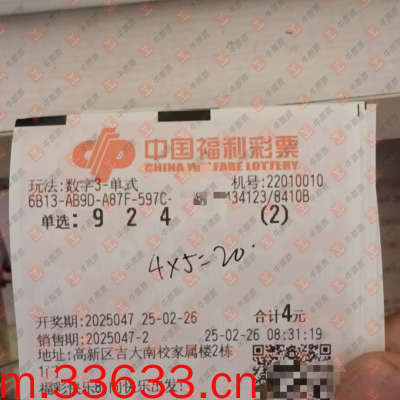 中国福利彩票
CHINA WELFARE LOTTERY
玩法:数字3-单式
机号:22010010
6B13-AB9D-A87F-597C-
134123/8410B
单选: 9 2 4 (2)
4×5=20.
合计4元
开奖期:2025047 25-02-26
销售期:2025047-2 25-02-26 08:31:19
地址:高新区吉大南校家属楼2栋
m.33633.com